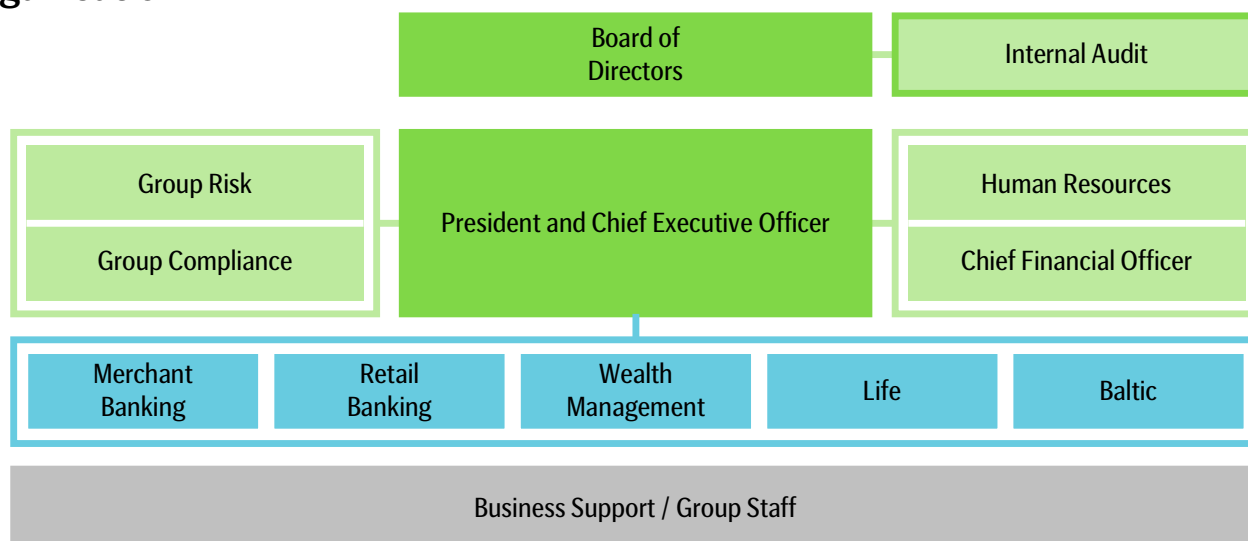 Board of
Directors
Internal Audit
Group Risk
Group Compliance
President and Chief Executive Officer
Human Resources
Chief Financial Officer
Merchant
Banking
Retail
Banking
Wealth
Management
Life
Baltic
Business Support / Group Staff